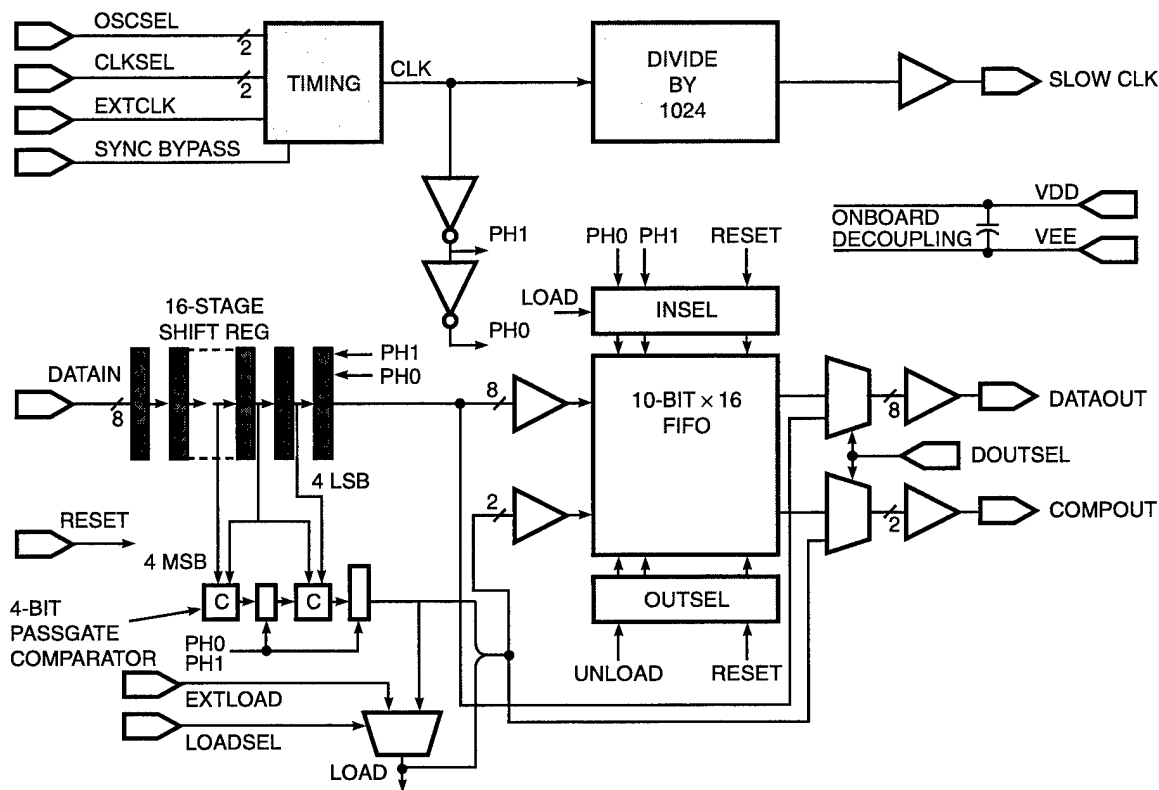 OSCSEL
2
CLKSEL
2
EXTCLK
SYNC BYPASS
TIMING
CLK
DIVIDE
BY
1024
SLOW CLK
VDD
ONBOARD
DECOUPLING
VEE
PH1
PH0
PH0 PH1 RESET
LOAD
INSEL
16-STAGE
SHIFT REG
PH1
PH0
DATAIN
8
8
10-BIT × 16
FIFO
8
DATAOUT
DOUTSEL
4 LSB
2
2
COMPOUT
RESET
4 MSB
C
C
4-BIT
PASSGATE
COMPARATOR
PH0
PH1
OUTSEL
UNLOAD
RESET
EXTLOAD
LOADSEL
LOAD